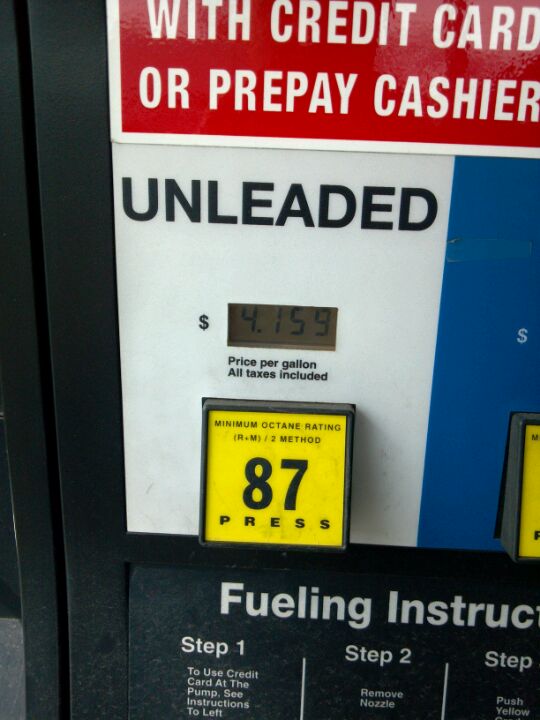 WITH CREDIT CARD
OR PREPAY CASHIER
UNLEADED
$ 4.159
$
Price per gallon
All taxes included
MINIMUM OCTANE RATING
(R+M) / 2 METHOD
87
PRESS
Fueling Instruc
Step 1
To Use Credit
Card At The
Pump, See
Instructions
To Left
Step 2
Remove
Nozzle
Step
Push
Yellow